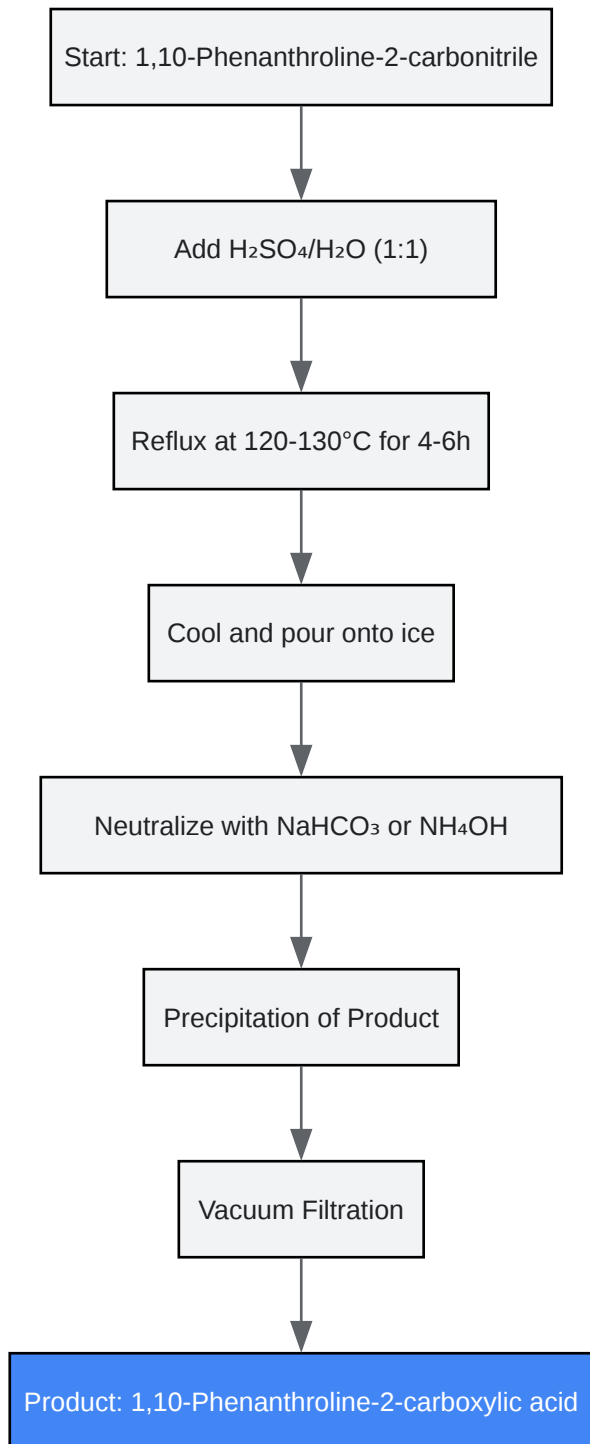 Start: 1,10-Phenanthroline-2-carbonitrile
Add H₂SO₄/H₂O (1:1)
Reflux at 120-130°C for 4-6h
Cool and pour onto ice
Neutralize with NaHCO₃ or NH₄OH
Precipitation of Product
Vacuum Filtration
Product: 1,10-Phenanthroline-2-carboxylic acid